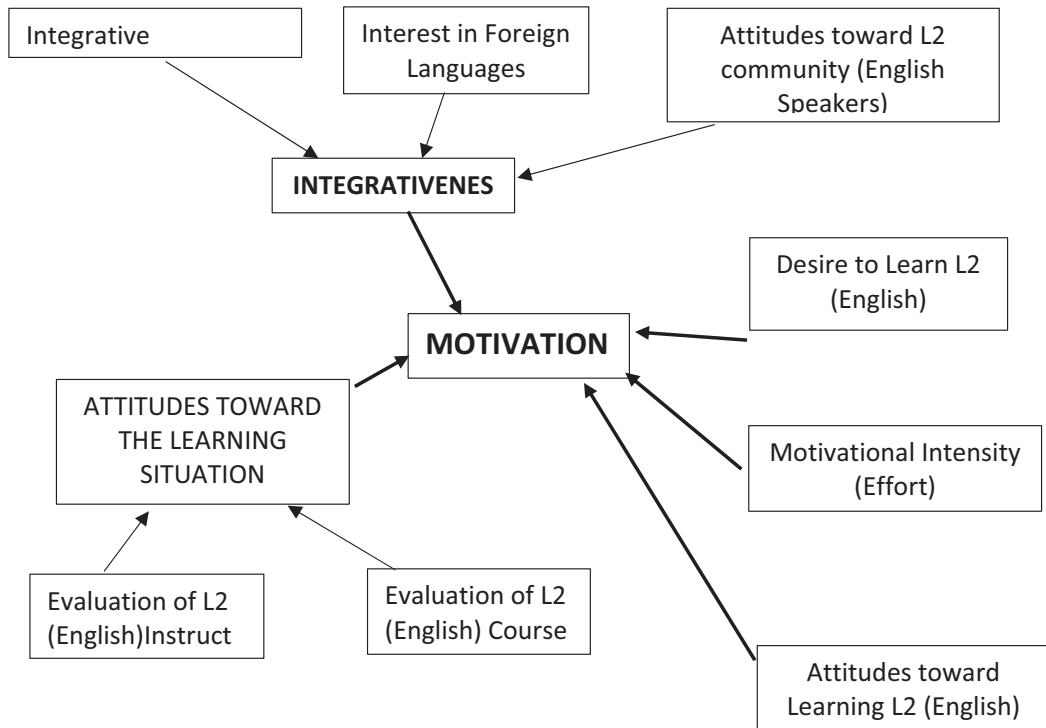 Integrative
Interest in Foreign
Languages
Attitudes toward L2
community (English
Speakers)
INTEGRATIVENES
Desire to Learn L2
(English)
MOTIVATION
ATTITUDES TOWARD
THE LEARNING
SITUATION
Motivational Intensity
(Effort)
Evaluation of L2
(English)Instruct
Evaluation of L2
(English) Course
Attitudes toward
Learning L2 (English)